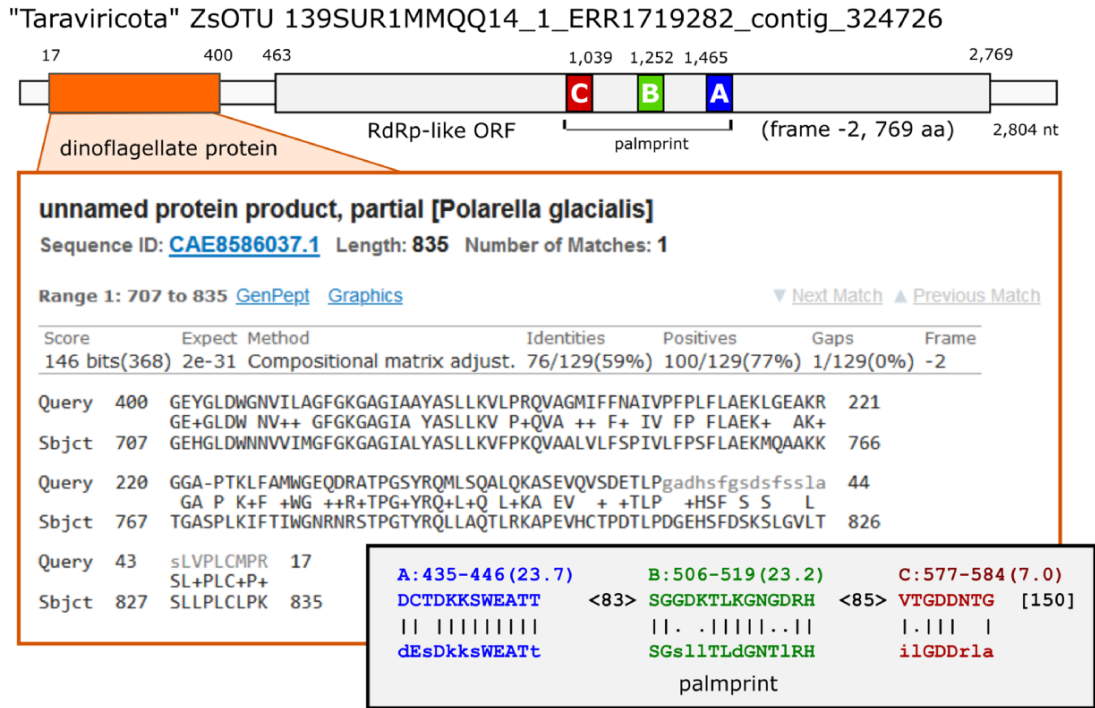 "Taraviricota" ZsOTU 139SUR1MMQQ14_1_ERR1719282_contig_324726
17 400 463 1,039 1,252 1,465 2,769
C B A
RdRp-like ORF palmprint (frame -2, 769 aa) 2,804 nt
dinoflagellate protein
unnamed protein product, partial [Polarella glacialis]
Sequence ID: CAE8586037.1 Length: 835 Number of Matches: 1
Range 1: 707 to 835 GenPept Graphics ▼ Next Match ▲ Previous Match
Score Expect Method Identities Positives Gaps Frame
146 bits(368) 2e-31 Compositional matrix adjust. 76/129(59%) 100/129(77%) 1/129(0%) -2
Query 400 GEYGLDWGNVILAGFGKGAGIAAYASLLKVLPRQVAGMIFFNAIVPFPLFLAEKLGEAKR 221
GE+GLDW NV++ GFGKGAGIA YASLLKV P+QVA ++ F+ IV FP FLAEK+ AK+
Sbjct 707 GEHGLDWNNVVIMGFGKGAGIALYASLLKVFPKQVAALVLFSPIVLFPSFLAEKMQAAKK 766
Query 220 GGA-PTKLFAMWGEQDRATPGSYRQMLSQALQKASEVQVSDETLPgadhsfgsdsfssla 44
GA P K+F +WG ++R+TPG+YRQ+L+Q L+KA EV + +TLP +HSF S S L
Sbjct 767 TGASPLKIFTIWGNRNRSTPGTYRQLLAQTLRKAPEVHCTPDTLPDGEHSFDSKSLGVLT 826
Query 43 sLVPLCMPR 17
SL+PLC+P+
Sbjct 827 SLLPLCLPK 835
A:435-446(23.7) B:506-519(23.2) C:577-584(7.0)
DCTDKKSWEATT <83> SGGDKTLKGNGDRH <85> VTGDDNTG [150]
|| ||||||||| ||. .|||||..|| |.||| |
dEsDkksWEATt SGsllTLdGNTlRH ilGDDrla
palmprint